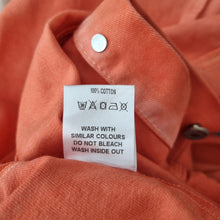 100% COTTON
WASH WITH
SIMILAR COLOURS
DO NOT BLEACH
WASH INSIDE OUT